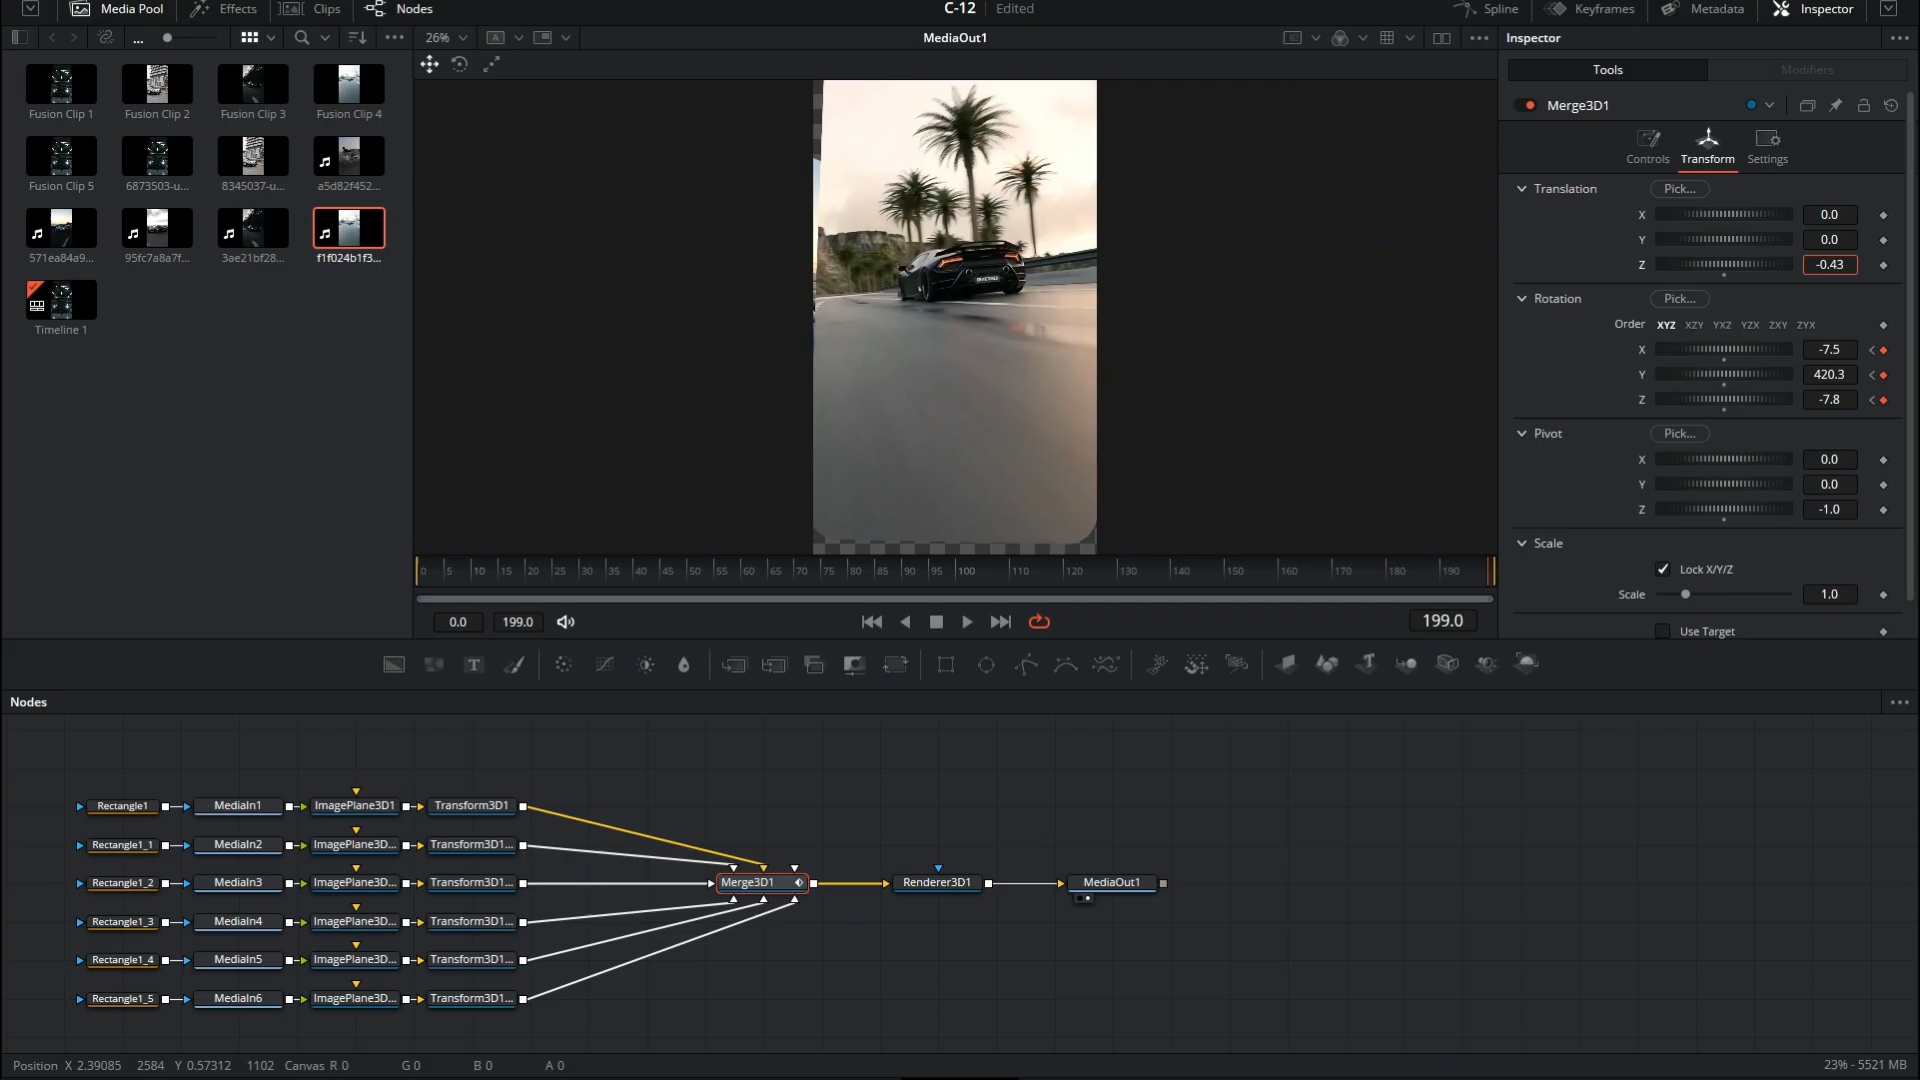 Media Pool Effects Clips Nodes C-12 Edited Spline Keyframes Metadata Inspector
... 26% A MediaOut1 Inspector
Tools Modifiers
Merge3D1
Controls Transform Settings
Fusion Clip 1 Fusion Clip 2 Fusion Clip 3 Fusion Clip 4
Fusion Clip 5 6873503-u... 8345037-u... a5d82f452...
571ea84a9... 95fc7a8a7f... 3ae21bf28... f1f024b1f3...
Timeline 1
Translation Pick...
X 0.0
Y 0.0
Z -0.43
Rotation Pick...
Order XYZ XZY YXZ YZX ZXY ZYX
X -7.5
Y 420.3
Z -7.8
Pivot Pick...
X 0.0
Y 0.0
Z -1.0
Scale
Lock X/Y/Z
Scale 1.0
Use Target
0 5 10 15 20 25 30 35 40 45 50 55 60 65 70 75 80 85 90 95 100 110 120 130 140 150 160 170 180 190
0.0 199.0 199.0
T T
Nodes
Rectangle1 MediaIn1 ImagePlane3D1 Transform3D1
Rectangle1_1 MediaIn2 ImagePlane3D... Transform3D1...
Rectangle1_2 MediaIn3 ImagePlane3D... Transform3D1... Merge3D1 Renderer3D1 MediaOut1
Rectangle1_3 MediaIn4 ImagePlane3D... Transform3D1...
Rectangle1_4 MediaIn5 ImagePlane3D... Transform3D1...
Rectangle1_5 MediaIn6 ImagePlane3D... Transform3D1...
Position X 2.39085 2584 Y 0.57312 1102 Canvas R 0 G 0 B 0 A 0 23% - 5521 MB